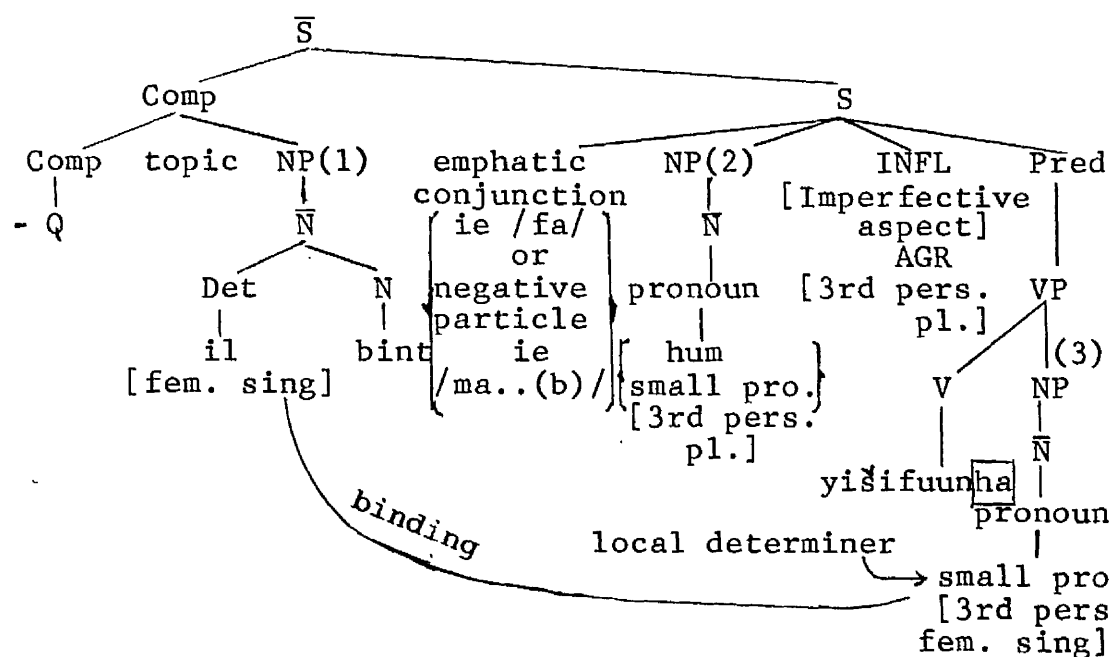 S̅
Comp S
Comp topic NP(1) emphatic NP(2) INFL Pred
conjunction [Imperfective
- Q N̅ ie /fa/ N̅ aspect]
or AGR
Det N negative pronoun [3rd pers. VP
particle pl.]
il bint ie hum (3)
[fem. sing] /ma..(b)/ small pro. V NP
[3rd pers.
pl.] N̅
yišifuunha
pronoun
binding
local determiner
small pro
[3rd pers
fem. sing]